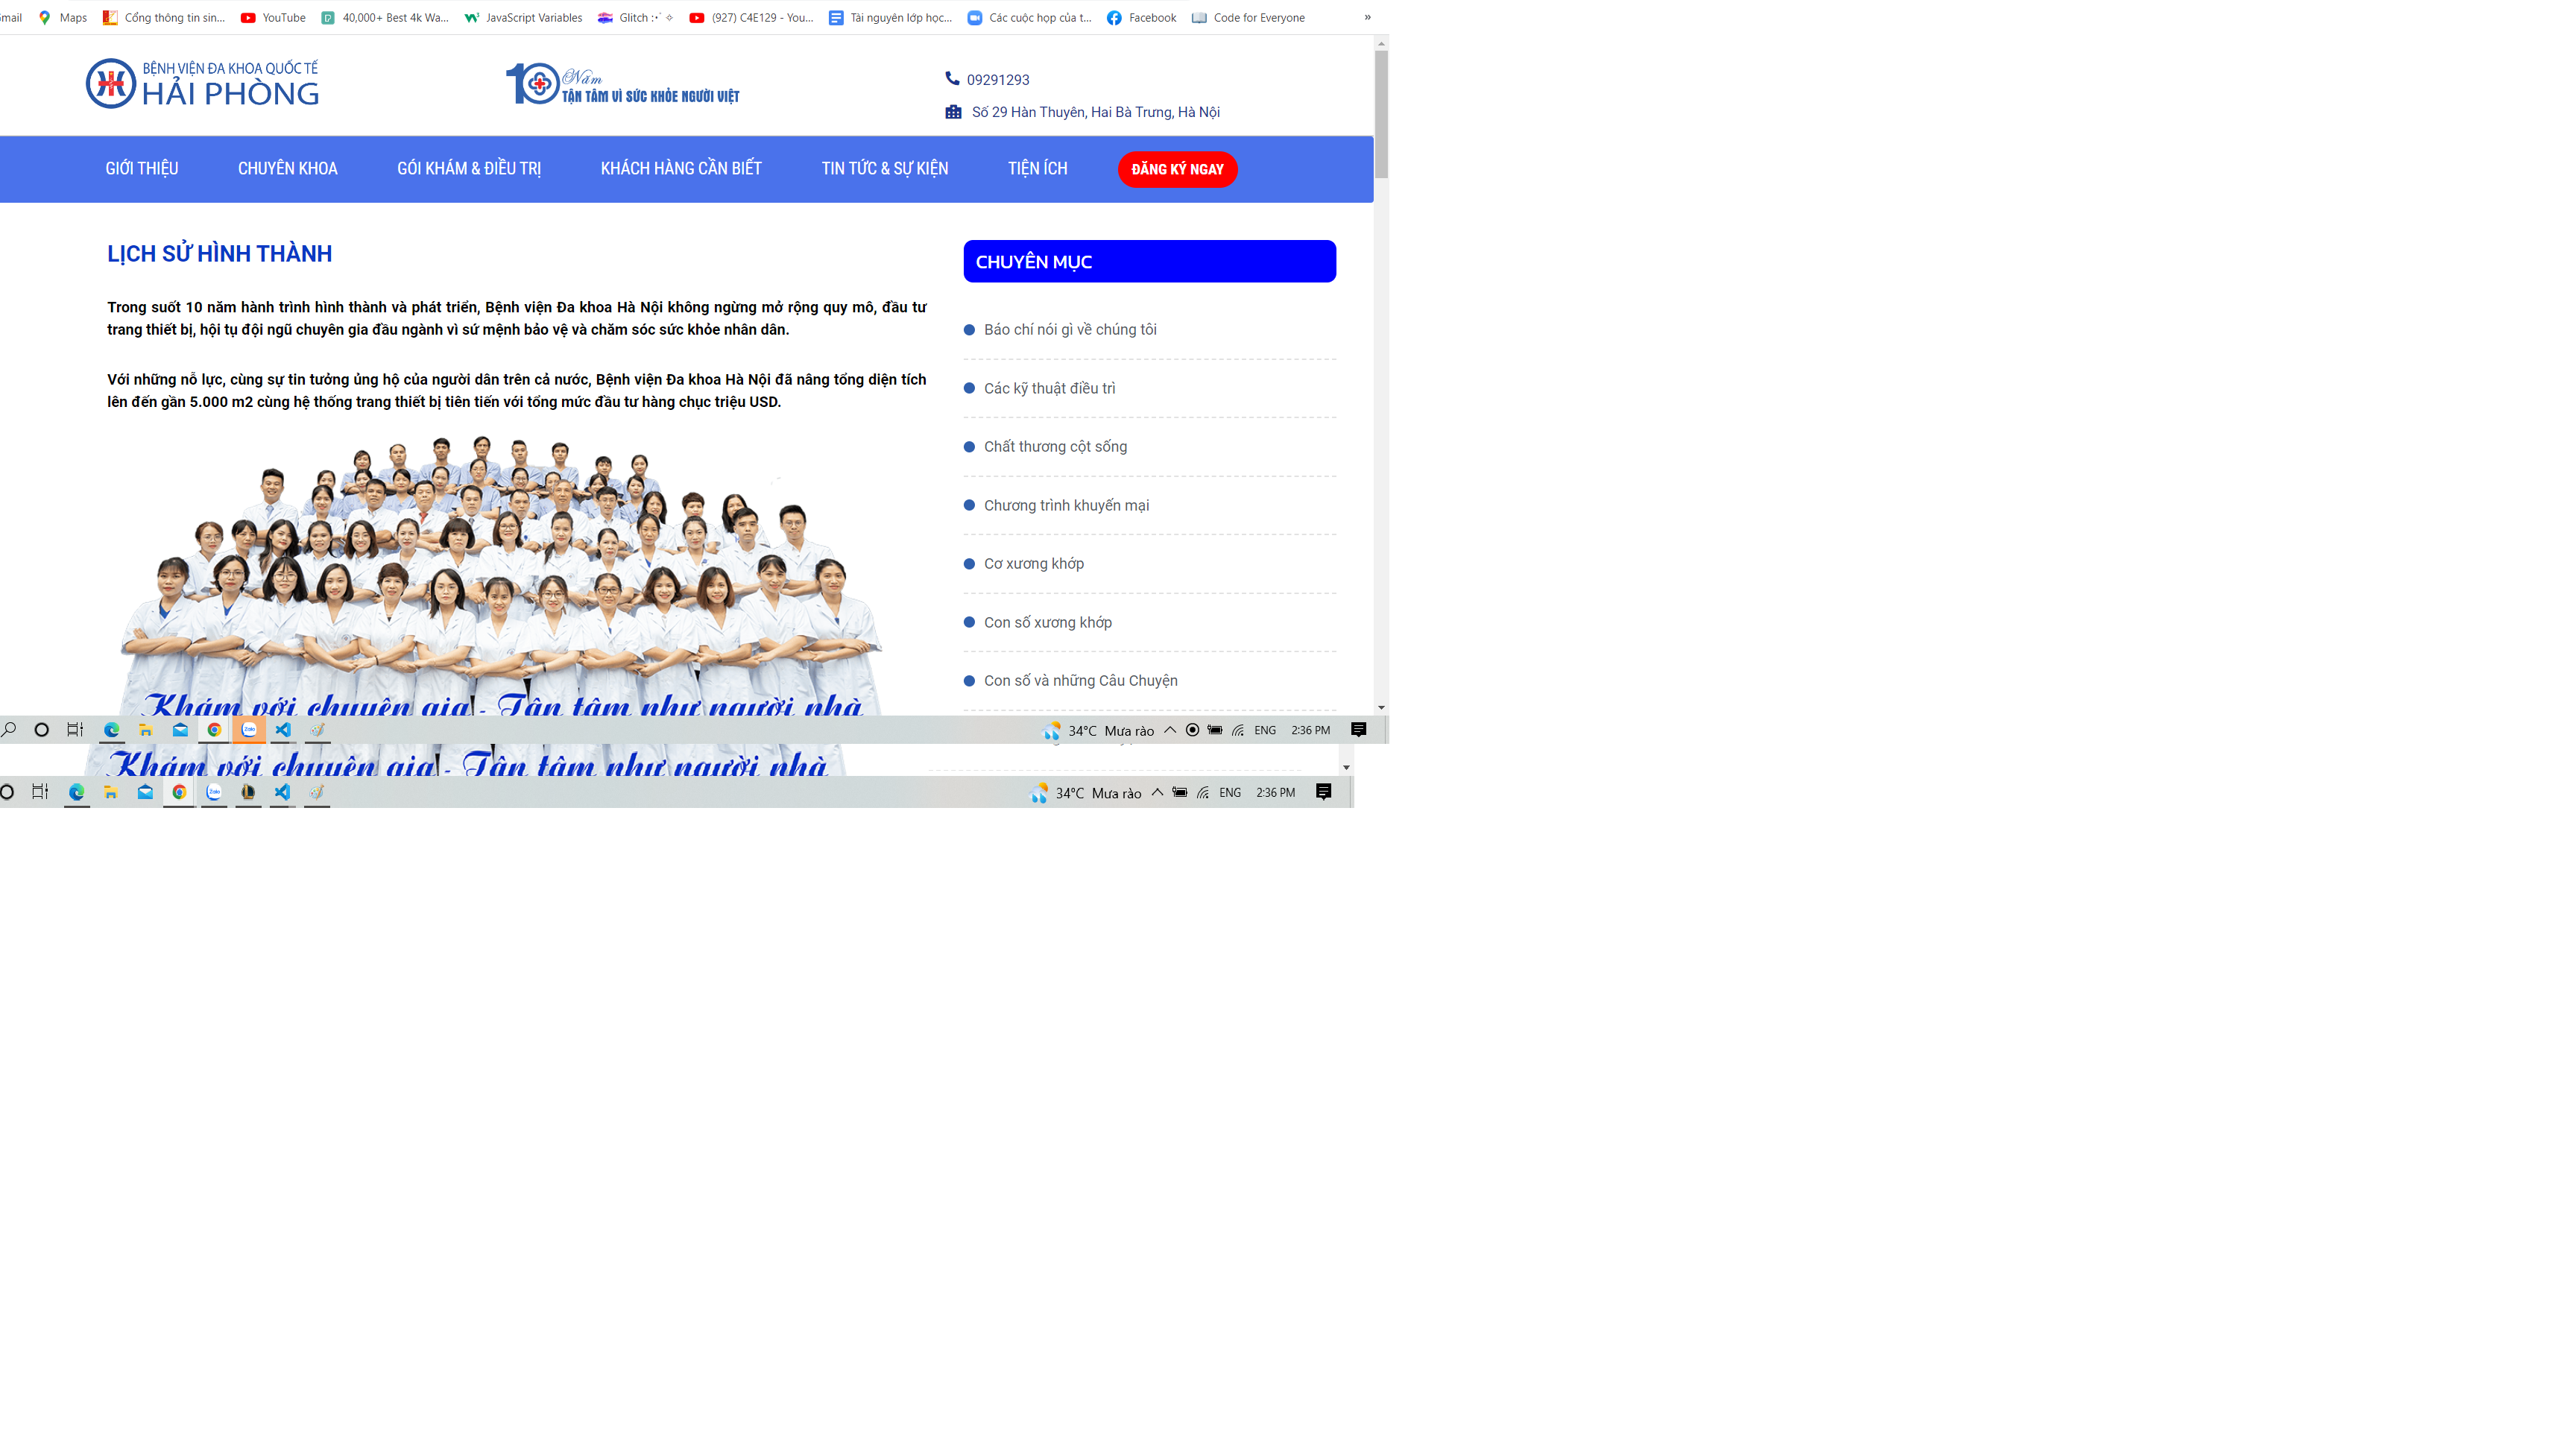 Gmail Maps Cổng thông tin sin... YouTube 40,000+ Best 4k Wa... JavaScript Variables Glitch :･ﾟ✧ (927) C4E129 - You... Tài nguyên lớp học... Các cuộc họp của t... Facebook Code for Everyone »
BỆNH VIỆN ĐA KHOA QUỐC TẾ
HẢI PHÒNG
10 Năm
TẬN TÂM VÌ SỨC KHỎE NGƯỜI VIỆT
09291293
Số 29 Hàn Thuyên, Hai Bà Trưng, Hà Nội
GIỚI THIỆU CHUYÊN KHOA GÓI KHÁM & ĐIỀU TRỊ KHÁCH HÀNG CẦN BIẾT TIN TỨC & SỰ KIỆN TIỆN ÍCH ĐĂNG KÝ NGAY
LỊCH SỬ HÌNH THÀNH
Trong suốt 10 năm hành trình hình thành và phát triển, Bệnh viện Đa khoa Hà Nội không ngừng mở rộng quy mô, đầu tư
trang thiết bị, hội tụ đội ngũ chuyên gia đầu ngành vì sứ mệnh bảo vệ và chăm sóc sức khỏe nhân dân.
Với những nỗ lực, cùng sự tin tưởng ủng hộ của người dân trên cả nước, Bệnh viện Đa khoa Hà Nội đã nâng tổng diện tích
lên đến gần 5.000 m2 cùng hệ thống trang thiết bị tiên tiến với tổng mức đầu tư hàng chục triệu USD.
Khám với chuyên gia - Tận tâm như người nhà
CHUYÊN MỤC
Báo chí nói gì về chúng tôi
Các kỹ thuật điều trì
Chất thương cột sống
Chương trình khuyến mại
Cơ xương khớp
Con số xương khớp
Con số và những Câu Chuyện
Zalo 34°C Mưa rào ENG 2:36 PM
Khám với chuyên gia - Tận tâm như người nhà
Zalo 34°C Mưa rào ENG 2:36 PM